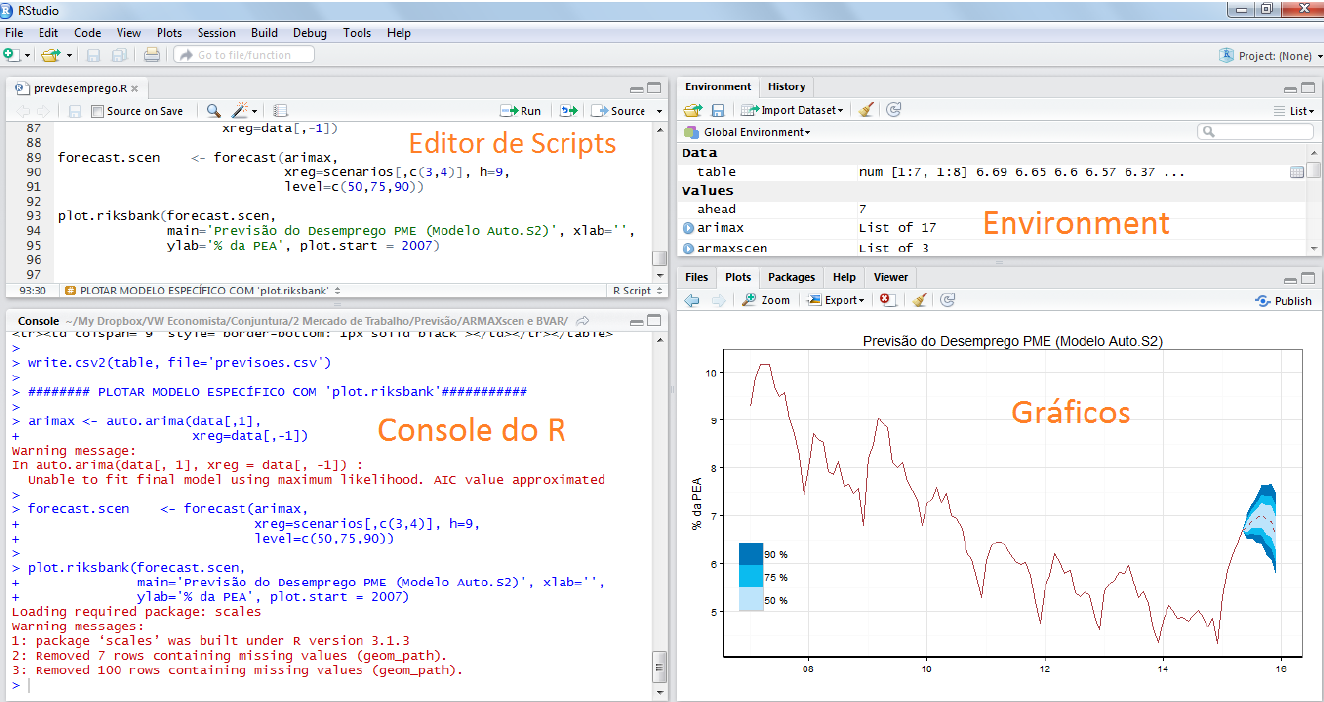 RStudio
File Edit Code View Plots Session Build Debug Tools Help
Go to file/function
Project: (None)
prevdesemprego.R
Source on Save
Run
Source
87 xreg=data[,-1])
88
89 forecast.scen <- forecast(arimax,
90 xreg=scenarios[,c(3,4)], h=9,
91 level=c(50,75,90))
92
93 plot.riksbank(forecast.scen,
94 main='Previsão do Desemprego PME (Modelo Auto.S2)', xlab='',
95 ylab='% da PEA', plot.start = 2007)
96
97
Editor de Scripts
93:30 # PLOTAR MODELO ESPECÍFICO COM 'plot.riksbank'
R Script
Console ~/My Dropbox/VW Economista/Conjuntura/2 Mercado de Trabalho/Previsão/ARMAXscen e BVAR/
<tr><td colspan="9" style="border-bottom: 1px solid black"></td></tr></table>
>
> write.csv2(table, file='previsoes.csv')
>
> ######## PLOTAR MODELO ESPECÍFICO COM 'plot.riksbank'###########
>
> arimax <- auto.arima(data[,1],
+ xreg=data[,-1])
Console do R
Warning message:
In auto.arima(data[, 1], xreg = data[, -1]) :
Unable to fit final model using maximum likelihood. AIC value approximated
>
> forecast.scen <- forecast(arimax,
+ xreg=scenarios[,c(3,4)], h=9,
+ level=c(50,75,90))
>
> plot.riksbank(forecast.scen,
+ main='Previsão do Desemprego PME (Modelo Auto.S2)', xlab='',
+ ylab='% da PEA', plot.start = 2007)
Loading required package: scales
Warning messages:
1: package ‘scales’ was built under R version 3.1.3
2: Removed 7 rows containing missing values (geom_path).
3: Removed 100 rows containing missing values (geom_path).
>
Environment History
Import Dataset
List
Global Environment
Data
table num [1:7, 1:8] 6.69 6.65 6.6 6.57 6.37 ...
Values
ahead 7
arimax List of 17
armaxscen List of 3
Environment
Files Plots Packages Help Viewer
Zoom Export
Publish
Previsão do Desemprego PME (Modelo Auto.S2)
Gráficos
% da PEA
10
9
8
7
6
5
90 %
75 %
50 %
08 10 12 14 16